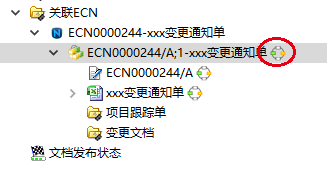 关联ECN
ECN0000244-xxx变更通知单
ECN0000244/A;1-xxx变更通知单
ECN0000244/A
xxx变更通知单
项目跟踪单
变更文档
文档发布状态